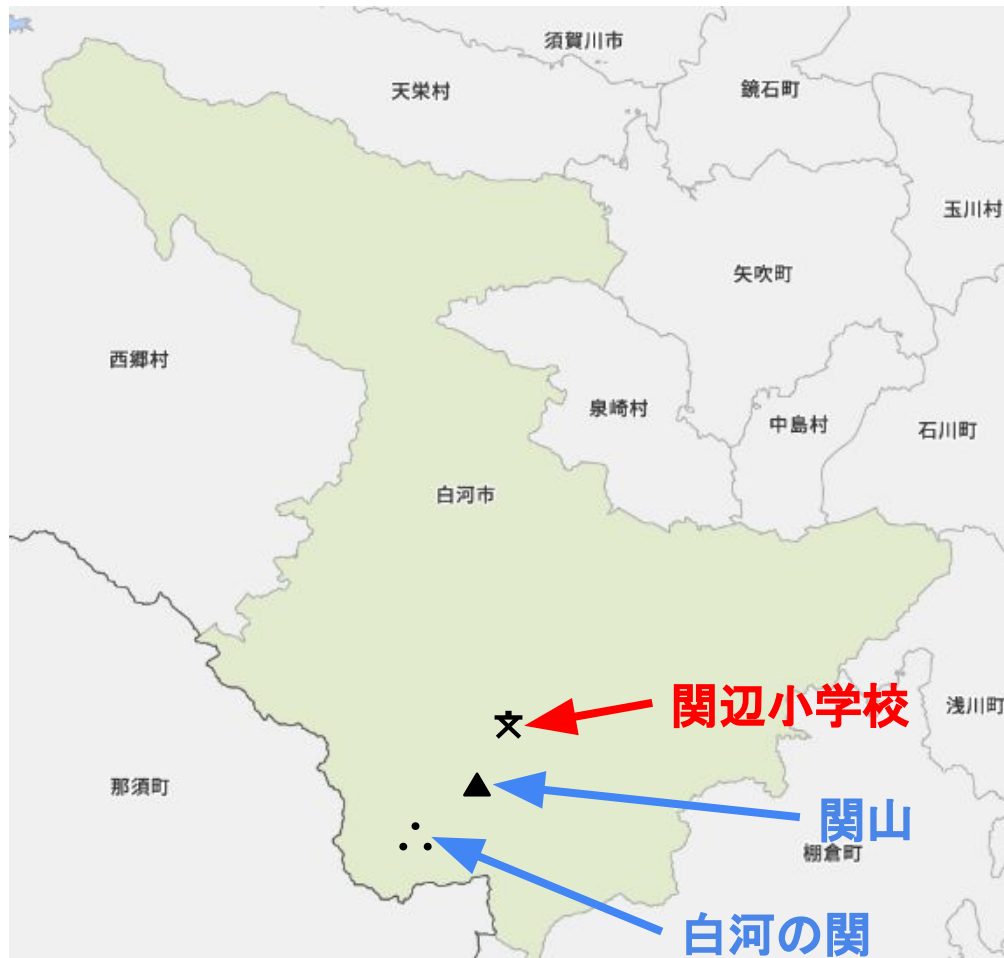 須賀川市
天栄村
鏡石町
玉川村
矢吹町
西郷村
泉崎村
中島村
石川町
白河市
文
関辺小学校
浅川町
那須町
関山
棚倉町
白河の関